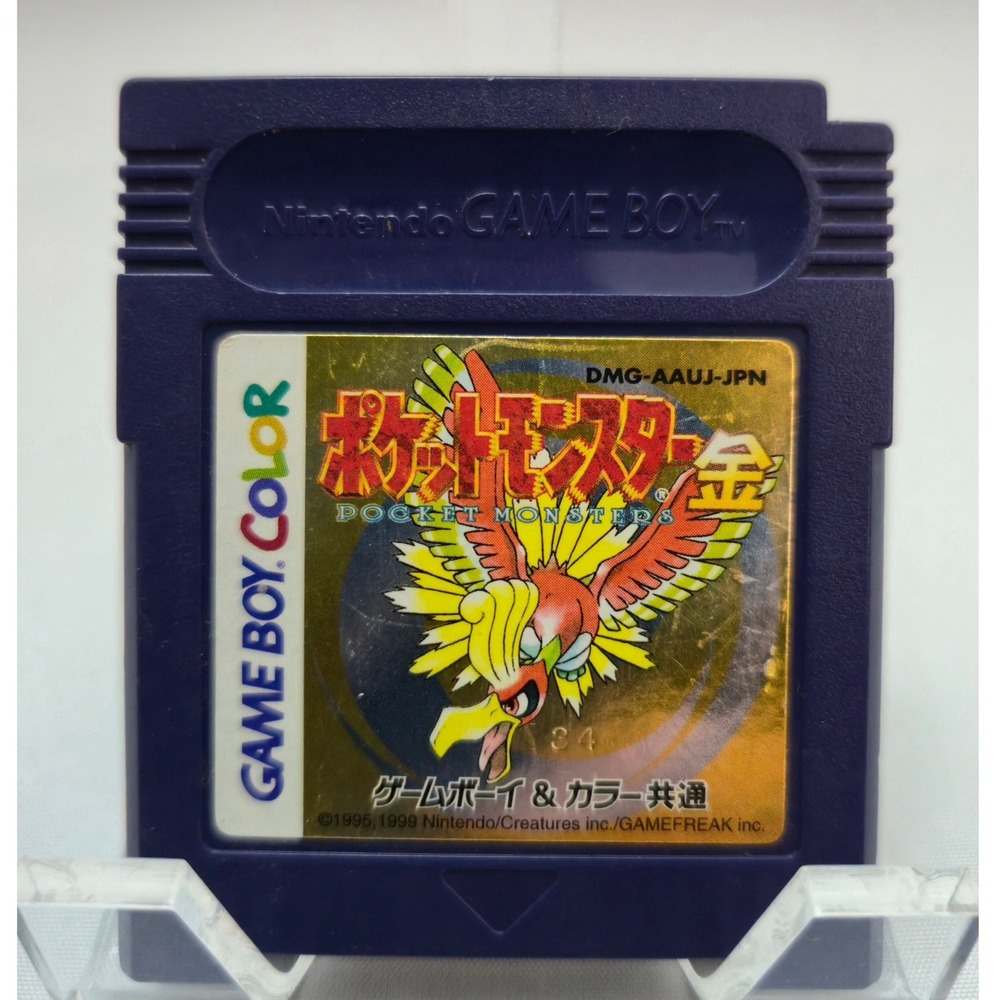 Nintendo GAME BOY TM
GAME BOY® COLOR
DMG-AAUJ-JPN
ポケットモンスター®
金
POCKET MONSTERS
34
ゲームボーイ & カラー共通
©1995,1999 Nintendo/Creatures inc./GAMEFREAK inc.